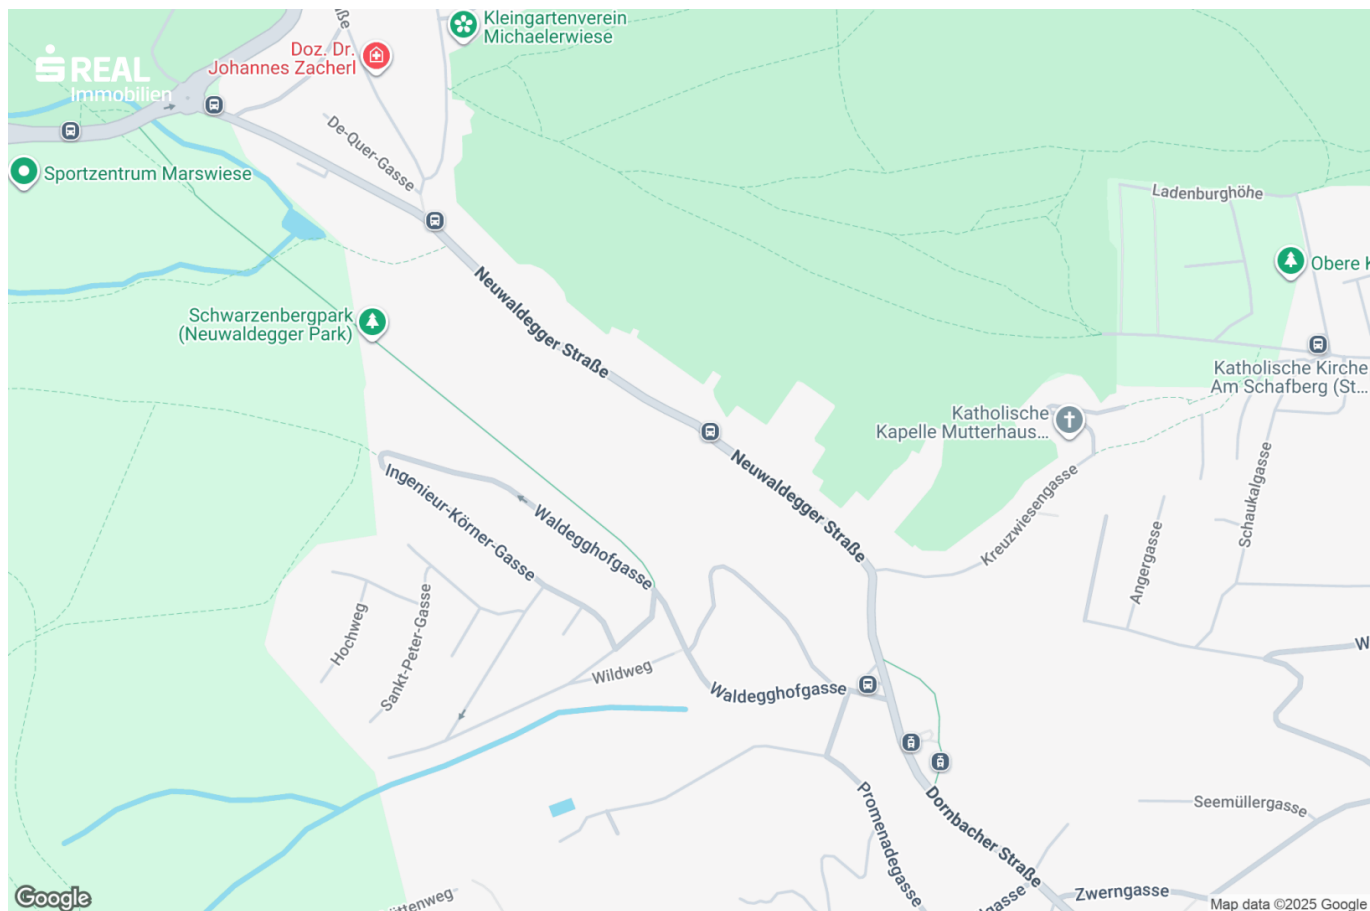 Kleingartenverein
Michaelerwiese
Doz. Dr.
Johannes Zacherl
REAL
Immobilien
De-Quer-Gasse
Sportzentrum Marswiese
Ladenburghöhe
Obere K
Neuwaldegger Straße
Schwarzenbergpark
(Neuwaldegger Park)
Katholische Kirche
Am Schafberg (St...
Katholische
Kapelle Mutterhaus...
Neuwaldegger Straße
Ingenieur-Körner-Gasse
Waldegghofgasse
Kreuzwiesengasse
Schaukalgasse
Angergasse
Hochweg
Sankt-Peter-Gasse
Wildweg
W
Waldegghofgasse
Promenadegasse
Dornbacher Straße
Seemüllergasse
Zwerngasse
Google
Map data ©2025 Google